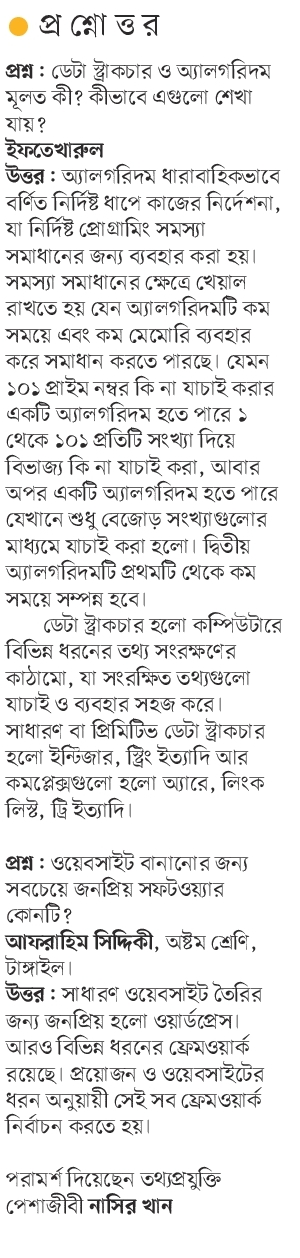 প্রশ্নোত্তর
প্রশ্ন : ডেটা স্ট্রাকচার ও অ্যালগরিদম
মূলত কী? কীভাবে এগুলো শেখা
যায়?
ইফতেখারুল
উত্তর : অ্যালগরিদম ধারাবাহিকভাবে
বর্ণিত নির্দিষ্ট ধাপে কাজের নির্দেশনা,
যা নির্দিষ্ট প্রোগ্রামিং সমস্যা
সমাধানের জন্য ব্যবহার করা হয়।
সমস্যা সমাধানের ক্ষেত্রে খেয়াল
রাখতে হয় যেন অ্যালগরিদমটি কম
সময়ে এবং কম মেমোরি ব্যবহার
করে সমাধান করতে পারছে। যেমন
১০১ প্রাইম নম্বর কি না যাচাই করার
একটি অ্যালগরিদম হতে পারে ১
থেকে ১০১ প্রতিটি সংখ্যা দিয়ে
বিভাজ্য কি না যাচাই করা, আবার
অপর একটি অ্যালগরিদম হতে পারে
যেখানে শুধু বেজোড় সংখ্যাগুলোর
মাধ্যমে যাচাই করা হলো। দ্বিতীয়
অ্যালগরিদমটি প্রথমটি থেকে কম
সময়ে সম্পন্ন হবে।
ডেটা স্ট্রাকচার হলো কম্পিউটারে
বিভিন্ন ধরনের তথ্য সংরক্ষণের
কাঠামো, যা সংরক্ষিত তথ্যগুলো
যাচাই ও ব্যবহার সহজ করে।
সাধারণ বা প্রিমিটিভ ডেটা স্ট্রাকচার
হলো ইন্টিজার, স্ট্রিং ইত্যাদি আর
কমপ্লেক্সগুলো হলো অ্যারে, লিংক
লিস্ট, ট্রি ইত্যাদি।
প্রশ্ন : ওয়েবসাইট বানানোর জন্য
সবচেয়ে জনপ্রিয় সফটওয়্যার
কোনটি?
আফরাহিম সিদ্দিকী, অষ্টম শ্রেণি,
টাঙ্গাইল।
উত্তর : সাধারণ ওয়েবসাইট তৈরির
জন্য জনপ্রিয় হলো ওয়ার্ডপ্রেস।
আরও বিভিন্ন ধরনের ফ্রেমওয়ার্ক
রয়েছে। প্রয়োজন ও ওয়েবসাইটের
ধরন অনুয়ায়ী সেই সব ফ্রেমওয়ার্ক
নির্বাচন করতে হয়।
পরামর্শ দিয়েছেন তথ্যপ্রযুক্তি
পেশাজীবী নাসির খান